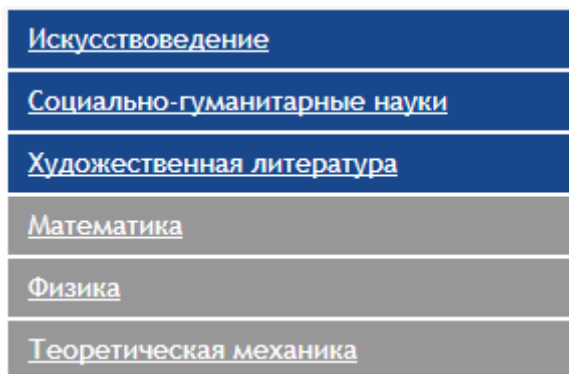 Искусствоведение
Социально-гуманитарные науки
Художественная литература
Математика
Физика
Теоретическая механика